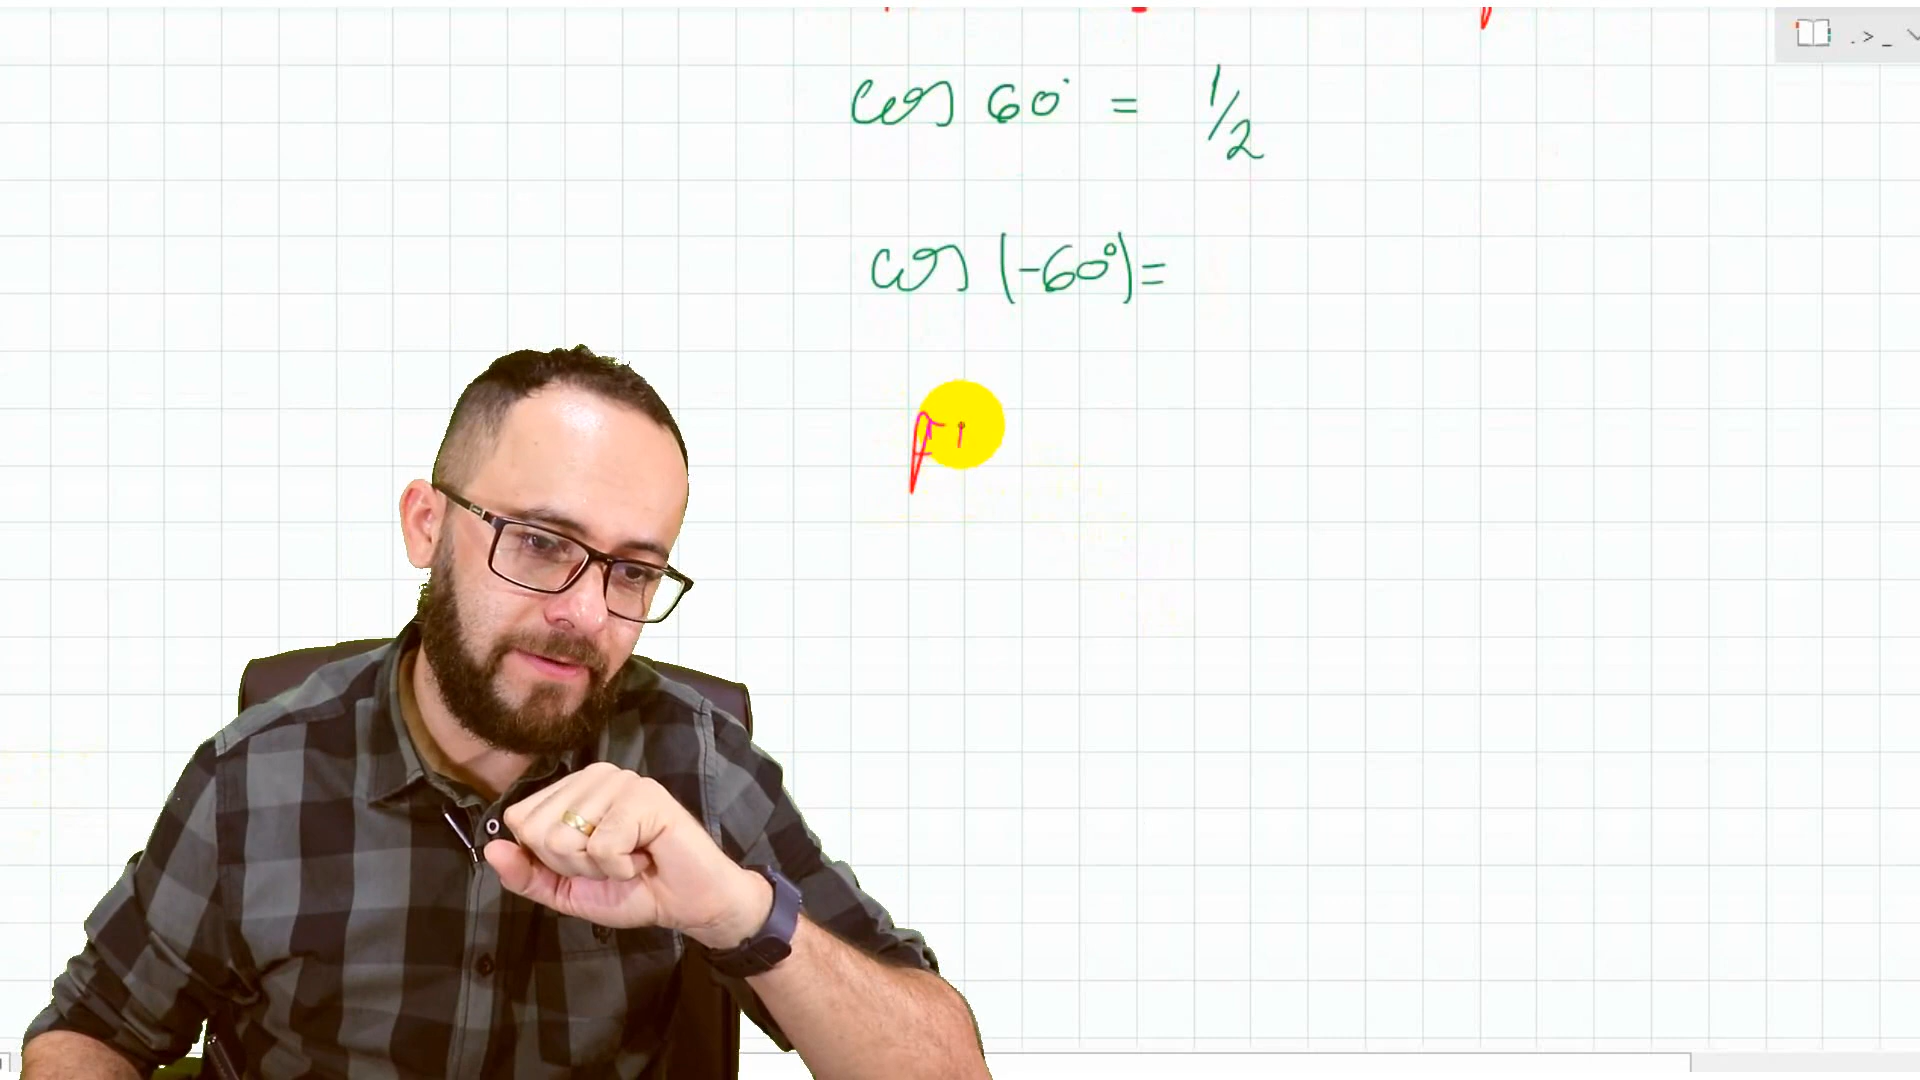 cos 60° = 1/2
cos (-60°) =